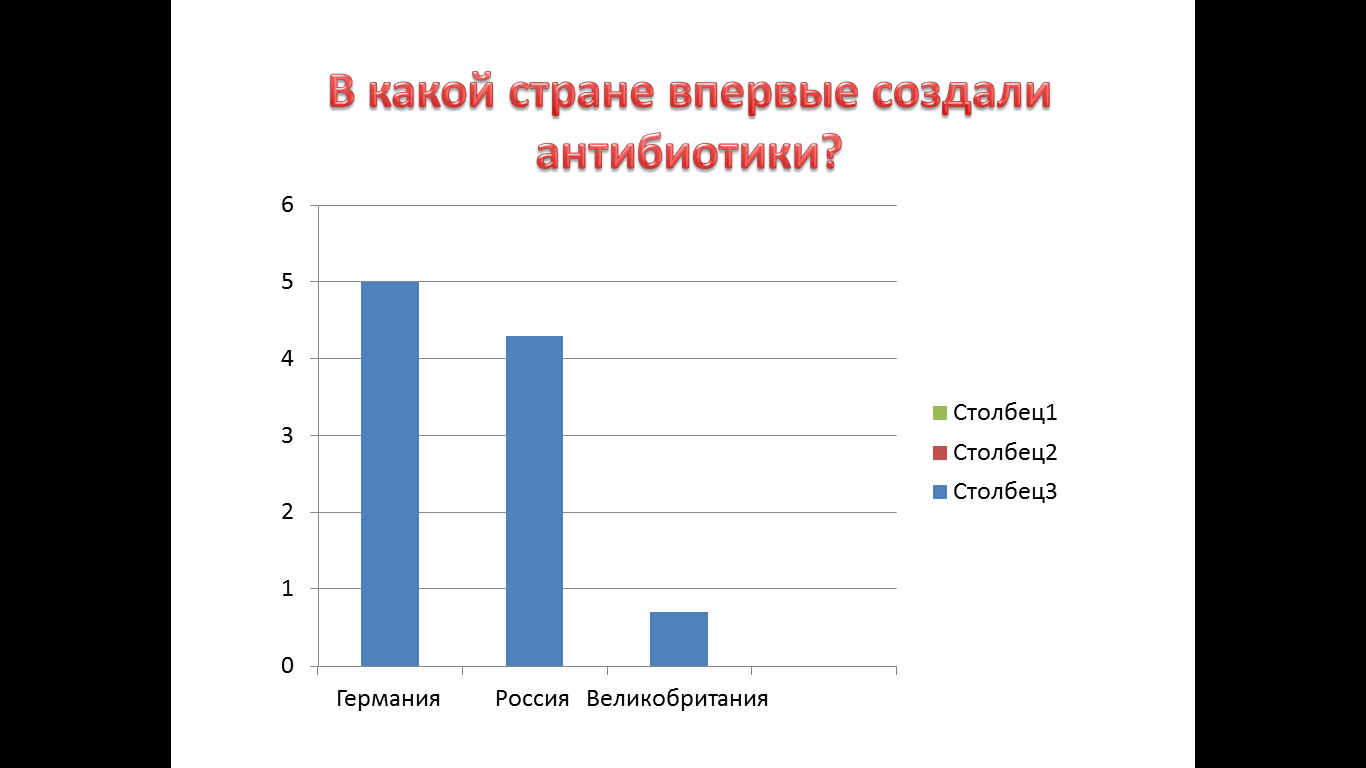 В какой стране впервые создали
антибиотики?
6
5
4
3
2
1
0
Германия
Россия
Великобритания
Столбец1
Столбец2
Столбец3